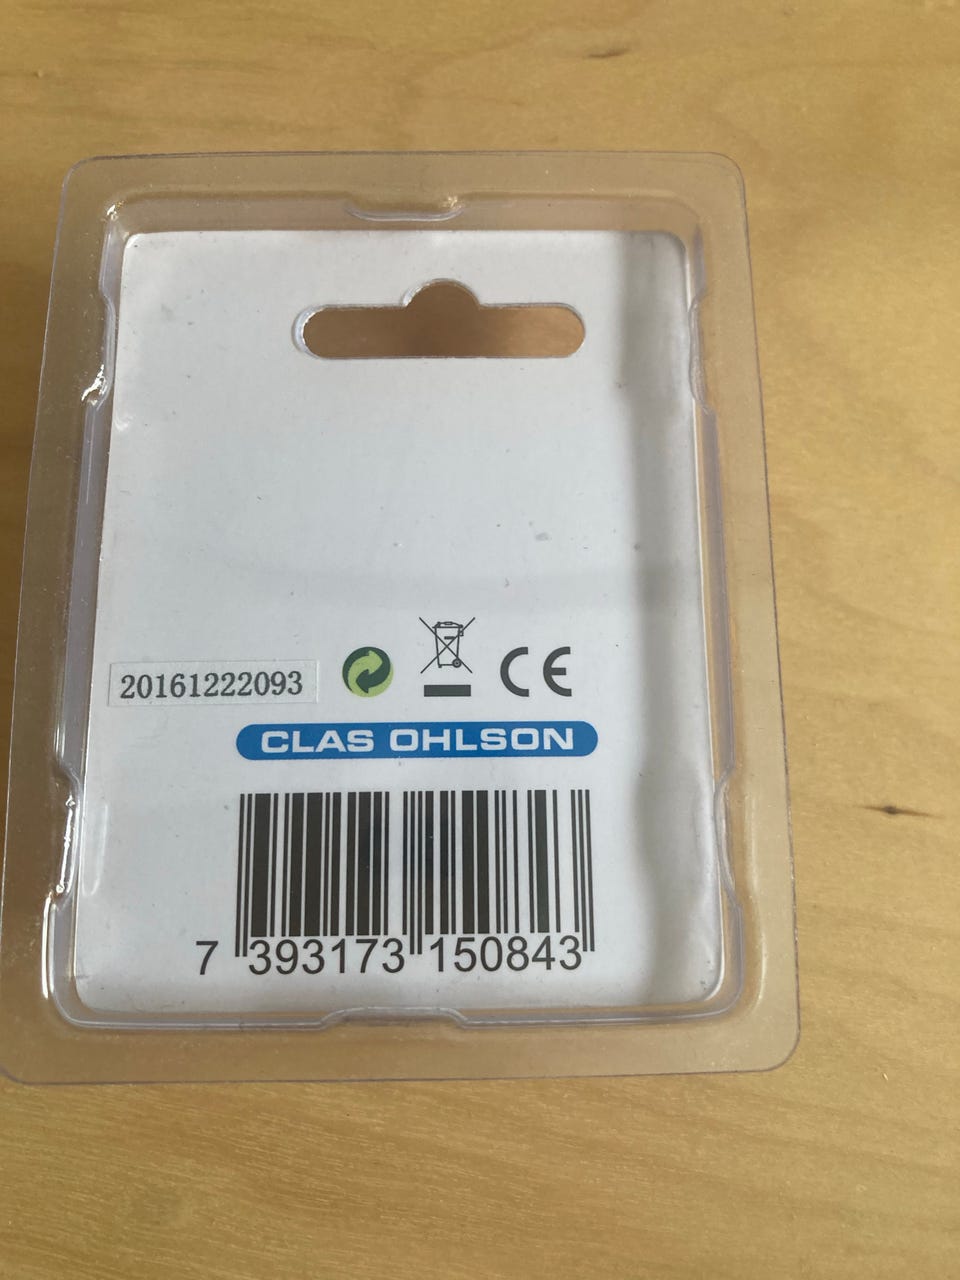 20161222093
CE
CLAS OHLSON
7 393173 150843